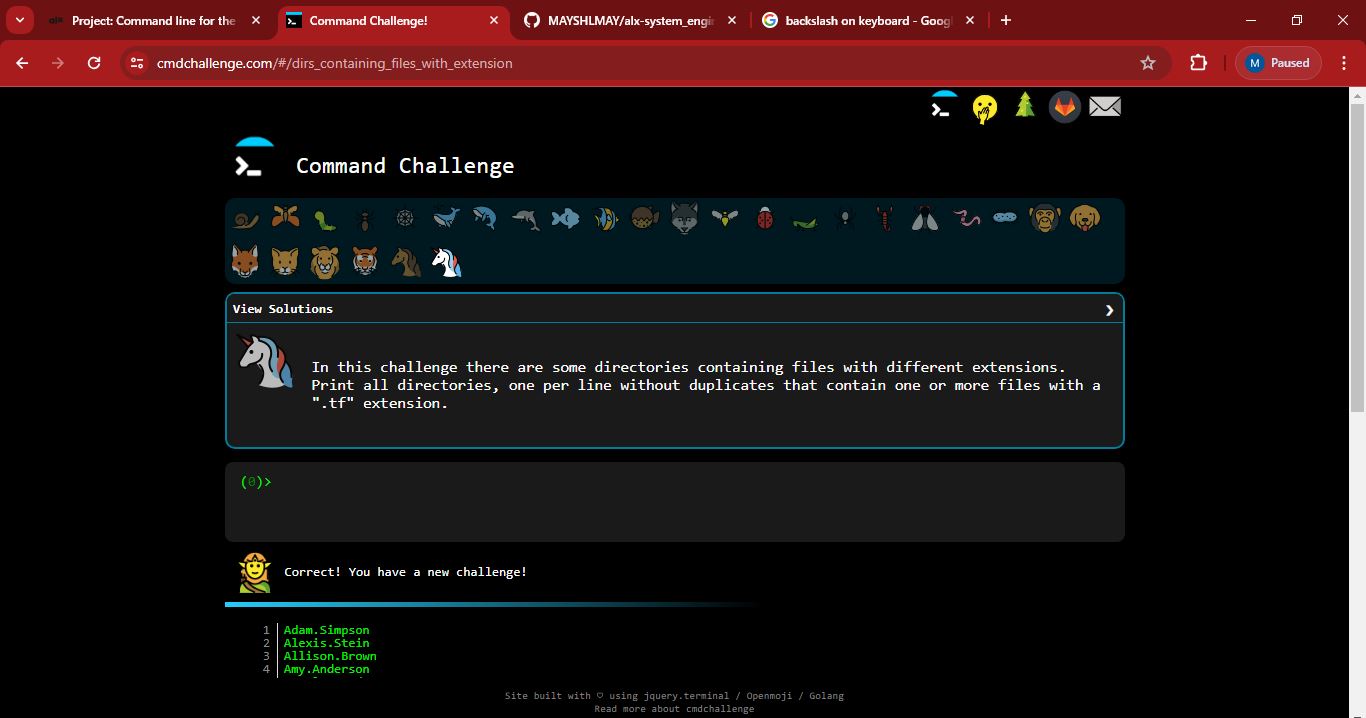 alx Project: Command line for the
Command Challenge!
MAYSHLMAY/alx-system_engin
backslash on keyboard - Googl
cmdchallenge.com/#/dirs_containing_files_with_extension
M Paused
Command Challenge
View Solutions
In this challenge there are some directories containing files with different extensions.
Print all directories, one per line without duplicates that contain one or more files with a
".tf" extension.
(0)>
Correct! You have a new challenge!
1 Adam.Simpson
2 Alexis.Stein
3 Allison.Brown
4 Amy.Anderson
Site built with ♡ using jquery.terminal / Openmoji / Golang
Read more about cmdchallenge